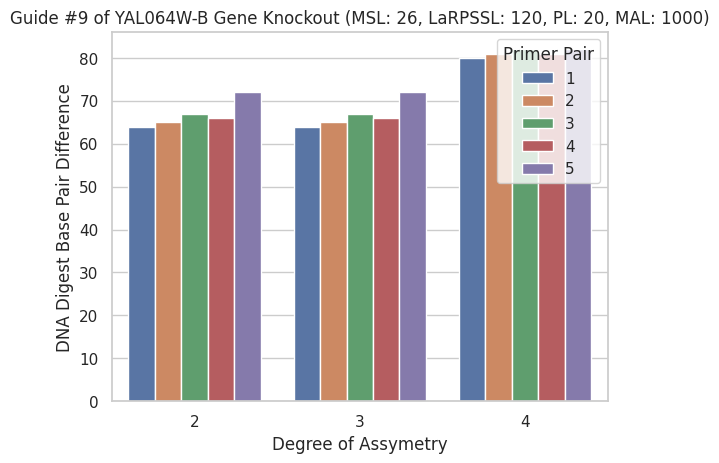 Guide #9 of YAL064W-B Gene Knockout (MSL: 26, LaRPSSL: 120, PL: 20, MAL: 1000)
DNA Digest Base Pair Difference
80
70
60
50
40
30
20
10
0
Primer Pair
1
2
3
4
5
2 3 4
Degree of Assymetry